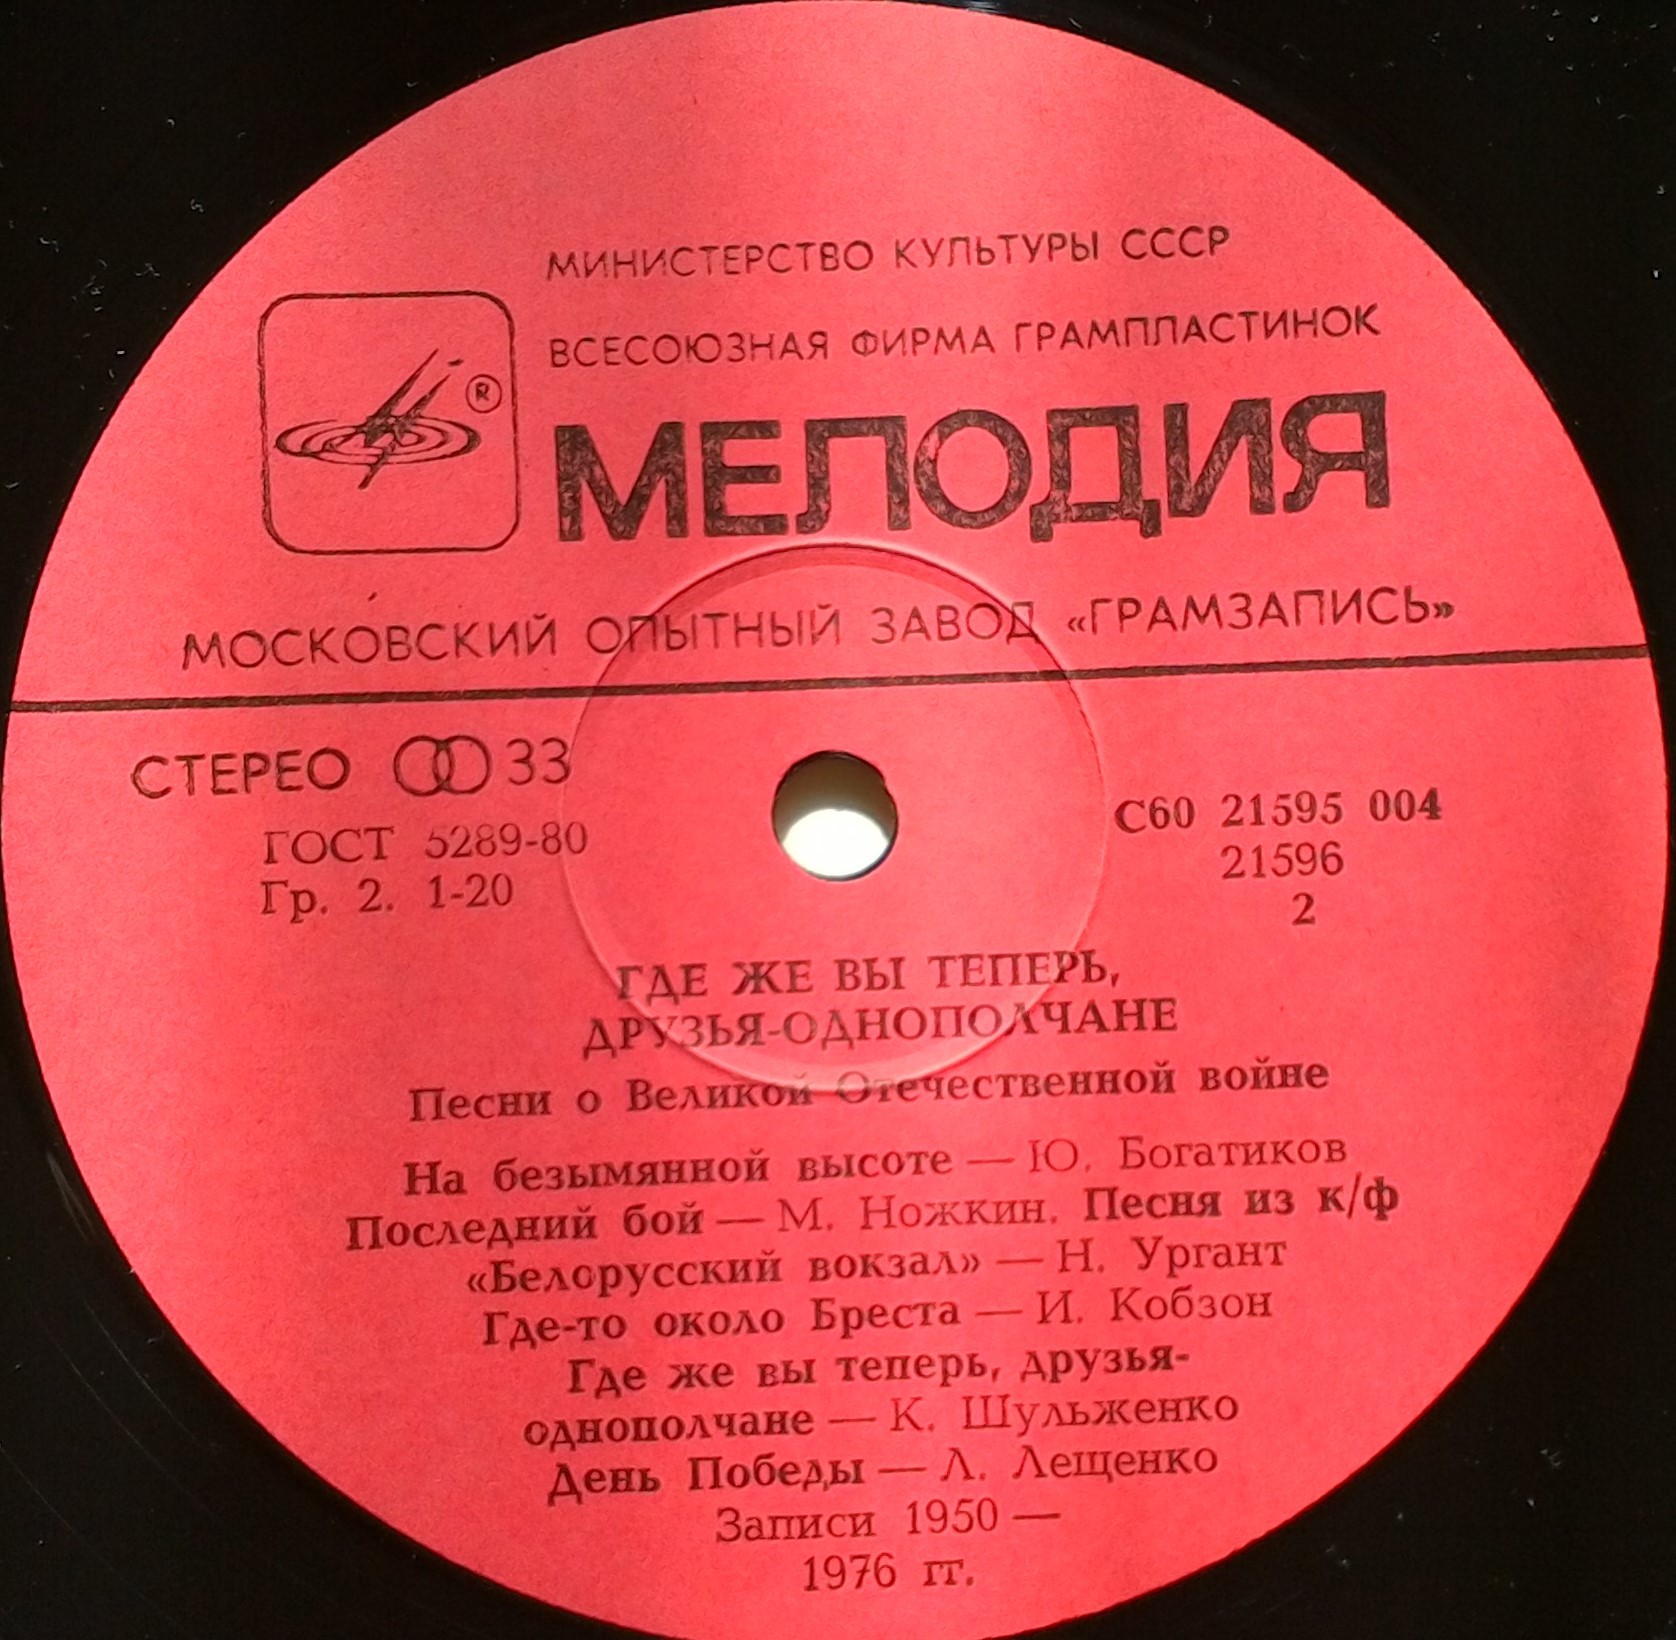 МИНИСТЕРСТВО КУЛЬТУРЫ СССР
ВСЕСОЮЗНАЯ ФИРМА ГРАМПЛАСТИНОК
®
МЕЛОДИЯ
МОСКОВСКИЙ ОПЫТНЫЙ ЗАВОД «ГРАМЗАПИСЬ»
СТЕРЕО 33
ГОСТ 5289-80
Гр. 2. 1-20
С60 21595 004
21596
2
ГДЕ ЖЕ ВЫ ТЕПЕРЬ,
ДРУЗЬЯ-ОДНОПОЛЧАНЕ
Песни о Великой Отечественной войне
На безымянной высоте — Ю. Богатиков
Последний бой — М. Ножкин. Песня из к/ф
«Белорусский вокзал» — Н. Ургант
Где-то около Бреста — И. Кобзон
Где же вы теперь, друзья-
однополчане — К. Шульженко
День Победы — Л. Лещенко
Записи 1950 —
1976 гг.